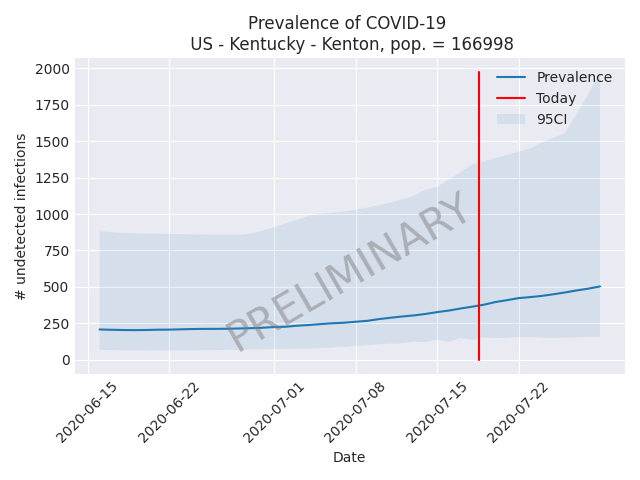 Prevalence of COVID-19
US - Kentucky - Kenton, pop. = 166998
2000
1750
1500
1250
1000
750
500
250
0
# undetected infections
Prevalence
Today
95CI
PRELIMINARY
2020-06-15
2020-06-22
2020-07-01
2020-07-08
2020-07-15
2020-07-22
Date